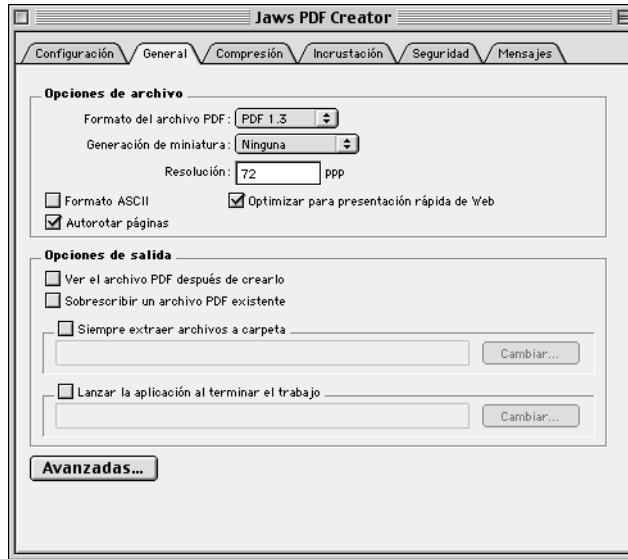 Jaws PDF Creator
Configuración General Compresión Incrustación Seguridad Mensajes
Opciones de archivo
Formato del archivo PDF: PDF 1.3
Generación de miniatura: Ninguna
Resolución: 72 ppp
Formato ASCII Optimizar para presentación rápida de Web
Autorotar páginas
Opciones de salida
Ver el archivo PDF después de crearlo
Sobrescribir un archivo PDF existente
Siempre extraer archivos a carpeta
Cambiar...
Lanzar la aplicación al terminar el trabajo
Cambiar...
Avanzadas...